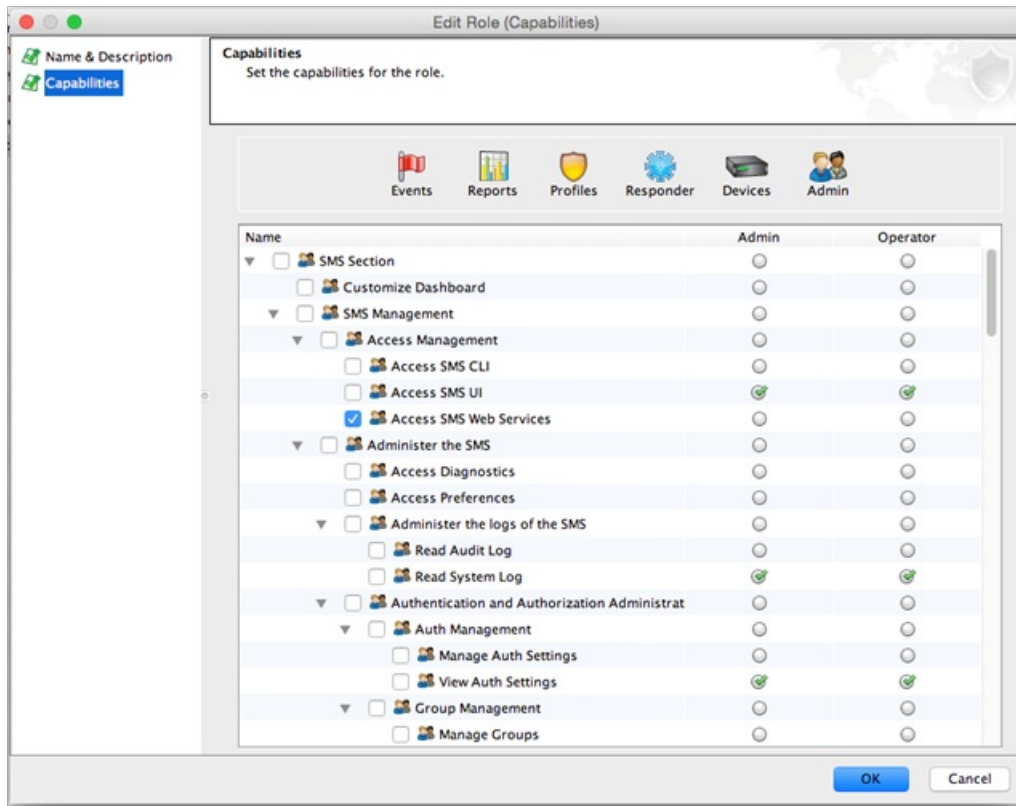 Edit Role (Capabilities)
Name & Description
Capabilities
Capabilities
Set the capabilities for the role.
Events Reports Profiles Responder Devices Admin
Name Admin Operator
SMS Section
Customize Dashboard
SMS Management
Access Management
Access SMS CLI
Access SMS UI
Access SMS Web Services
Administer the SMS
Access Diagnostics
Access Preferences
Administer the logs of the SMS
Read Audit Log
Read System Log
Authentication and Authorization Administrat
Auth Management
Manage Auth Settings
View Auth Settings
Group Management
Manage Groups
OK Cancel